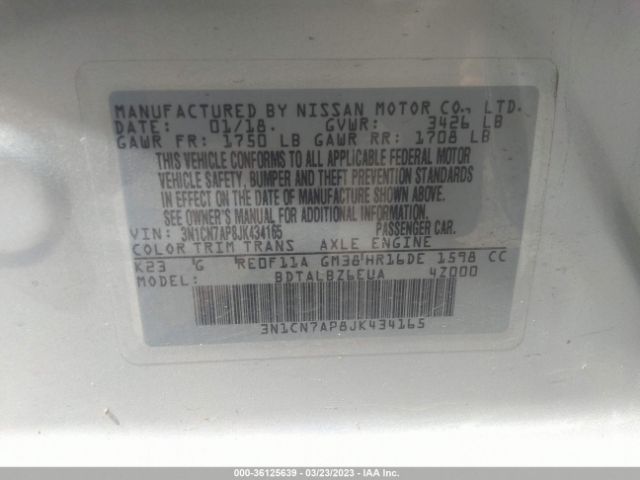 MANUFACTURED BY NISSAN MOTOR CO., LTD.
DATE: 01/18. GVWR: 3426 LB
GAWR FR: 1750 LB GAWR RR: 1708 LB
THIS VEHICLE CONFORMS TO ALL APPLICABLE FEDERAL MOTOR
VEHICLE SAFETY, BUMPER AND THEFT PREVENTION STANDARDS
IN EFFECT ON THE DATE OF MANUFACTURE SHOWN ABOVE.
SEE OWNER'S MANUAL FOR ADDITIONAL INFORMATION.
VIN: 3N1CN7AP8JK434165 PASSENGER CAR.
COLOR TRIM TRANS AXLE ENGINE
K23 G RE0F11A GM38 HR16DE 1598 CC
MODEL: BDTALBZ6EUA 4Z000
3N1CN7AP8JK434165
000-36125639 - 03/23/2023 - IAAI.com